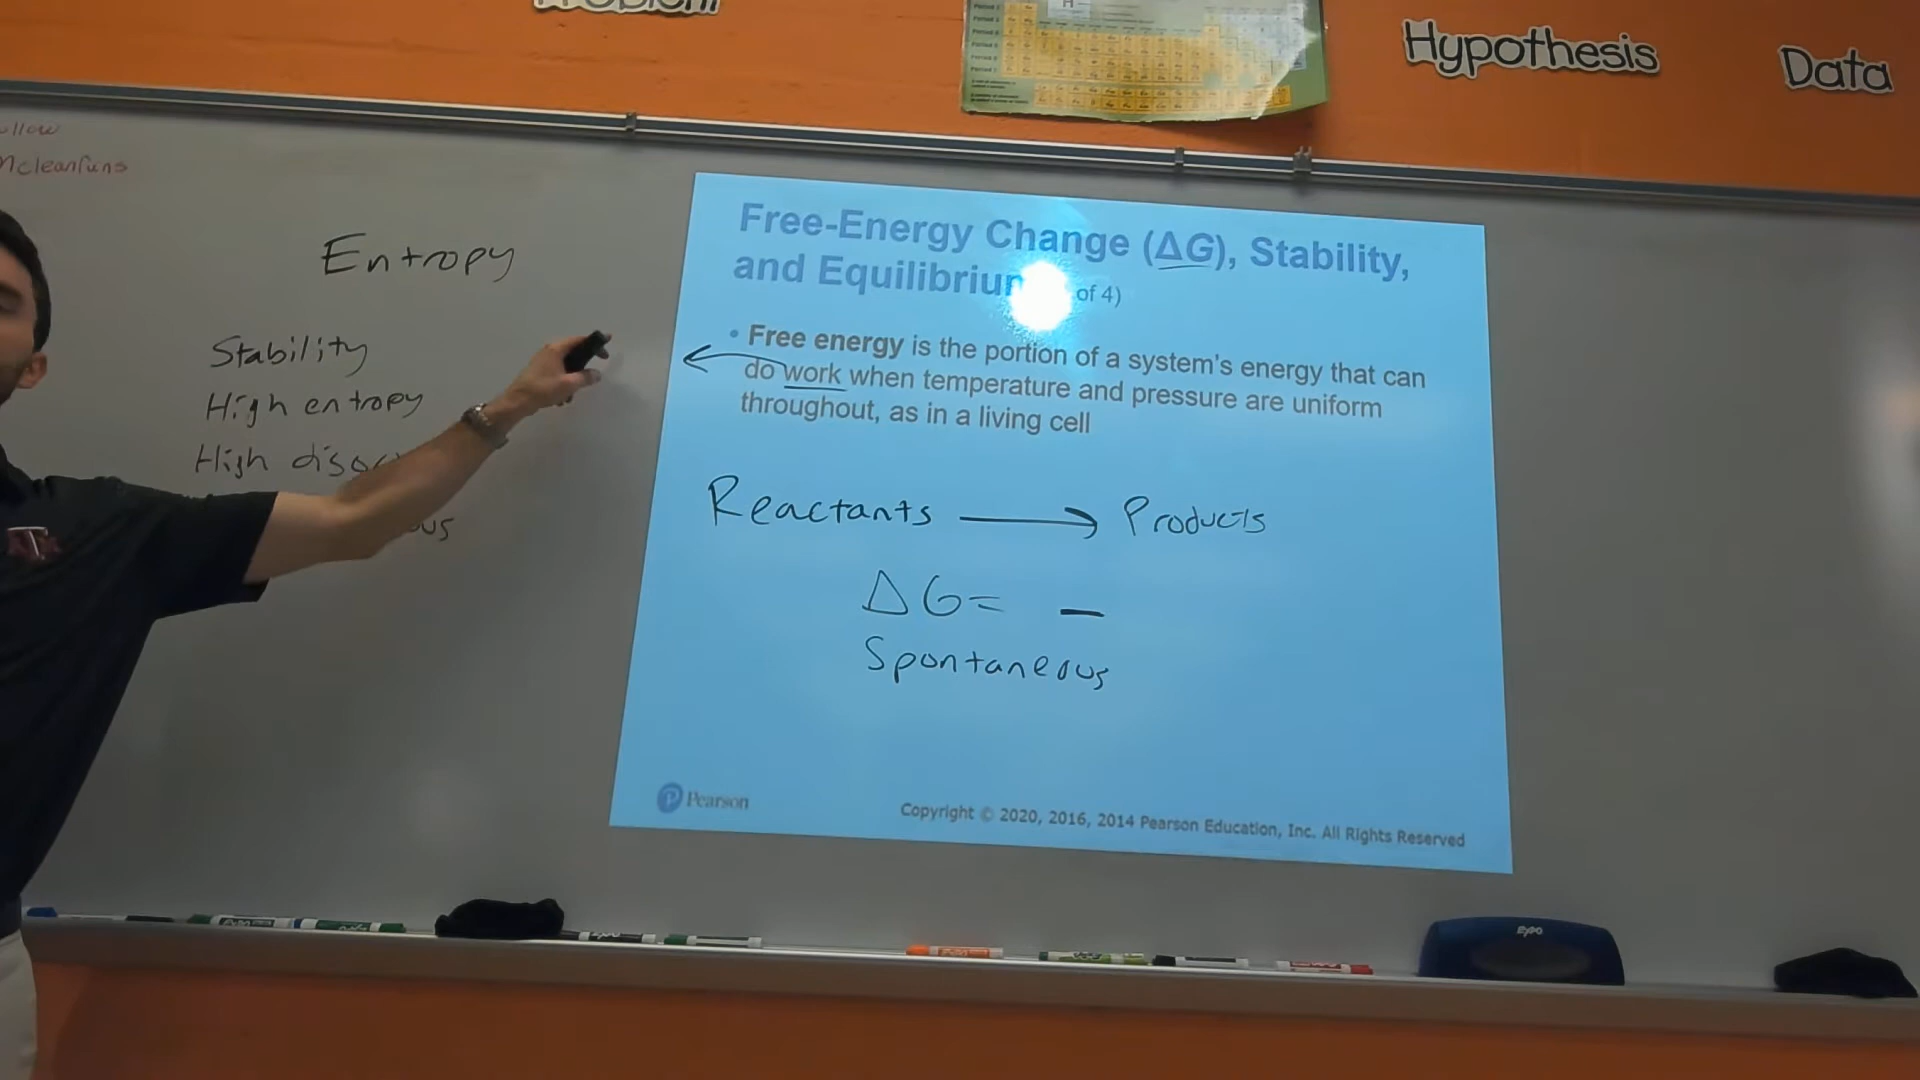 Hypothesis
Data
Mcleanfuns
Entropy
Stability
High entropy
High
Free-Energy Change (ΔG), Stability,
and Equilibriu of 4)
• Free energy is the portion of a system's energy that can
do work when temperature and pressure are uniform
throughout, as in a living cell
Reactants → Products
ΔG= −
Spontaneous
Pearson
Copyright © 2020, 2016, 2014 Pearson Education, Inc. All Rights Reserved
expo